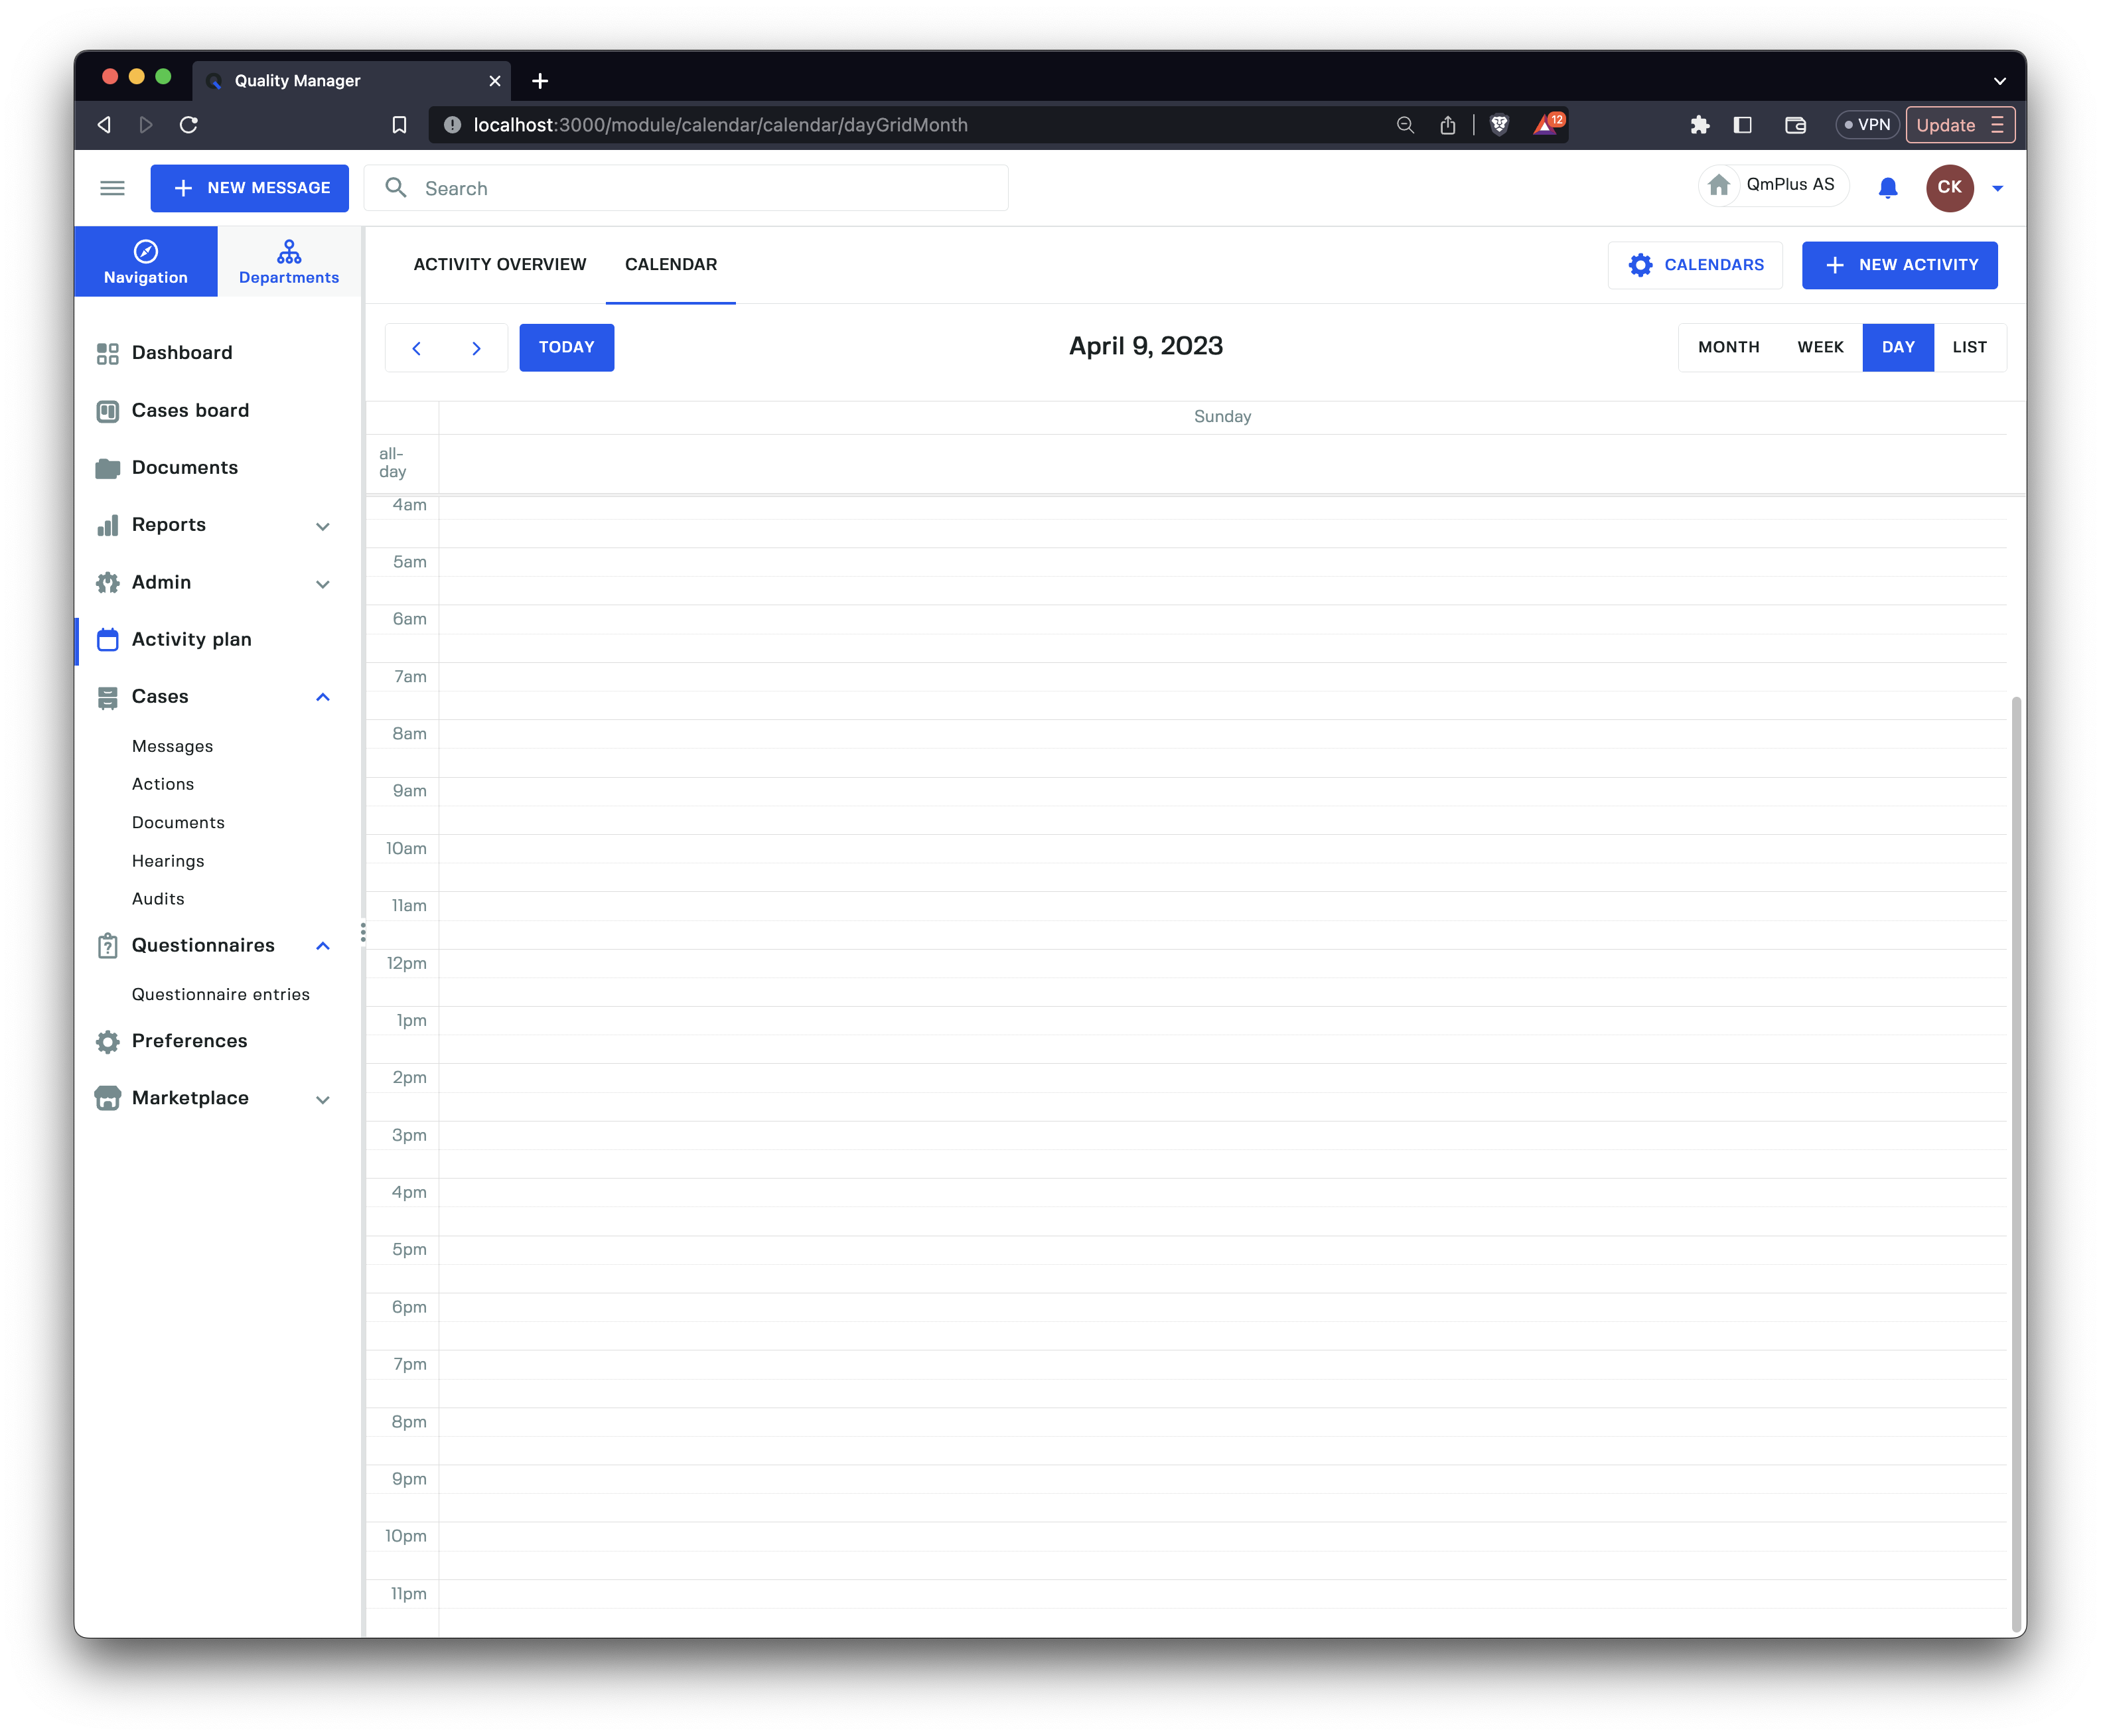 Quality Manager
localhost:3000/module/calendar/calendar/dayGridMonth
12
VPN
Update
NEW MESSAGE
Search
QmPlus AS
CK
Navigation
Departments
ACTIVITY OVERVIEW
CALENDAR
CALENDARS
NEW ACTIVITY
TODAY
April 9, 2023
MONTH
WEEK
DAY
LIST
Dashboard
Cases board
Documents
Reports
Admin
Activity plan
Cases
Messages
Actions
Documents
Hearings
Audits
Questionnaires
Questionnaire entries
Preferences
Marketplace
Sunday
all-
day
4am
5am
6am
7am
8am
9am
10am
11am
12pm
1pm
2pm
3pm
4pm
5pm
6pm
7pm
8pm
9pm
10pm
11pm